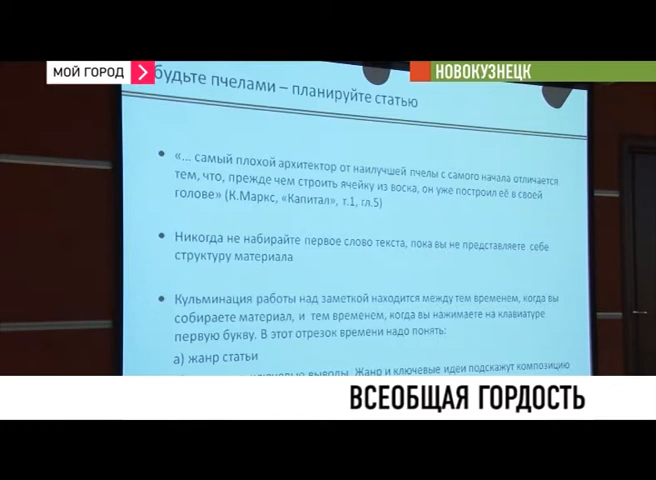 МОЙ ГОРОД
НОВОКУЗНЕЦК
будьте пчелами – планируйте статью
• «... самый плохой архитектор от наилучшей пчелы с самого начала отличается
тем, что, прежде чем строить ячейку из воска, он уже построил её в своей
голове» (К.Маркс, «Капитал», т.1, гл.5)
• Никогда не набирайте первое слово текста, пока вы не представляете себе
структуру материала
• Кульминация работы над заметкой находится между тем временем, когда вы
собираете материал, и тем временем, когда вы нажимаете на клавиатуре
первую букву. В этот отрезок времени надо понять:
а) жанр статьи
выводы. Жанр и ключевые идеи подскажут композицию
ВСЕОБЩАЯ ГОРДОСТЬ